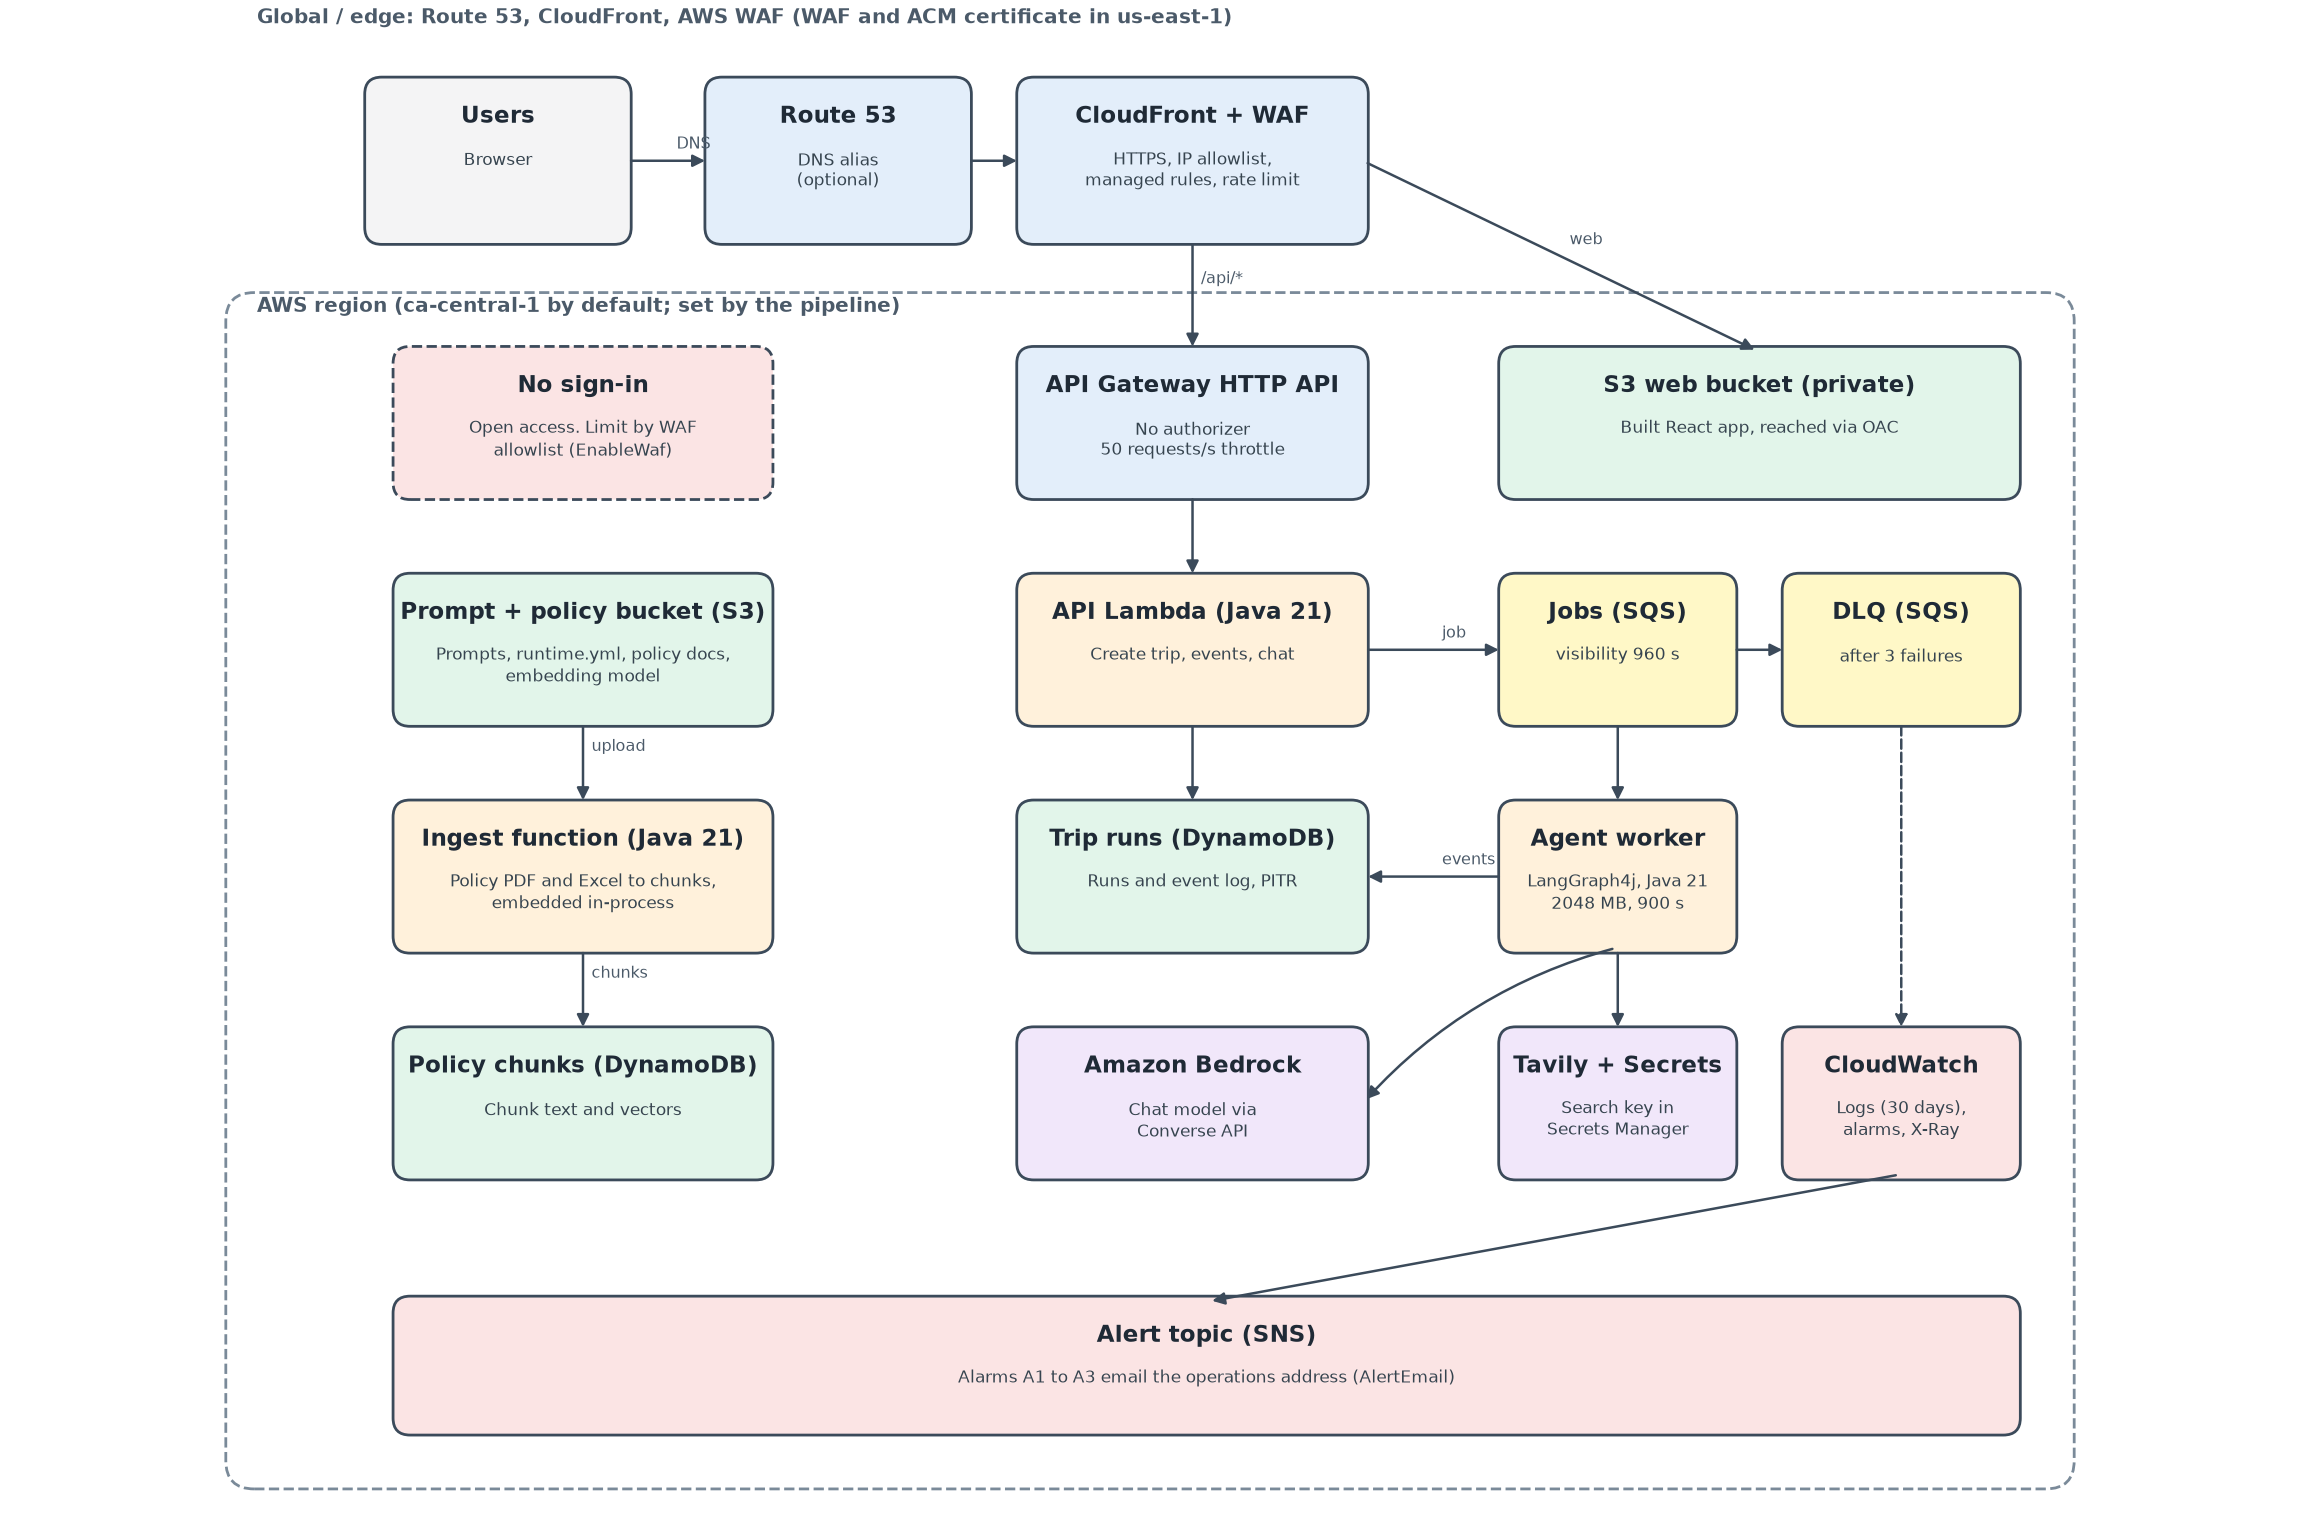 Global / edge: Route 53, CloudFront, AWS WAF (WAF and ACM certificate in us-east-1)
Users
Browser
DNS
Route 53
DNS alias
(optional)
CloudFront + WAF
HTTPS, IP allowlist,
managed rules, rate limit
web
/api/*
AWS region (ca-central-1 by default; set by the pipeline)
No sign-in
Open access. Limit by WAF
allowlist (EnableWaf)
API Gateway HTTP API
No authorizer
50 requests/s throttle
S3 web bucket (private)
Built React app, reached via OAC
Prompt + policy bucket (S3)
Prompts, runtime.yml, policy docs,
embedding model
API Lambda (Java 21)
Create trip, events, chat
job
Jobs (SQS)
visibility 960 s
DLQ (SQS)
after 3 failures
upload
Ingest function (Java 21)
Policy PDF and Excel to chunks,
embedded in-process
Trip runs (DynamoDB)
Runs and event log, PITR
events
Agent worker
LangGraph4j, Java 21
2048 MB, 900 s
chunks
Policy chunks (DynamoDB)
Chunk text and vectors
Amazon Bedrock
Chat model via
Converse API
Tavily + Secrets
Search key in
Secrets Manager
CloudWatch
Logs (30 days),
alarms, X-Ray
Alert topic (SNS)
Alarms A1 to A3 email the operations address (AlertEmail)